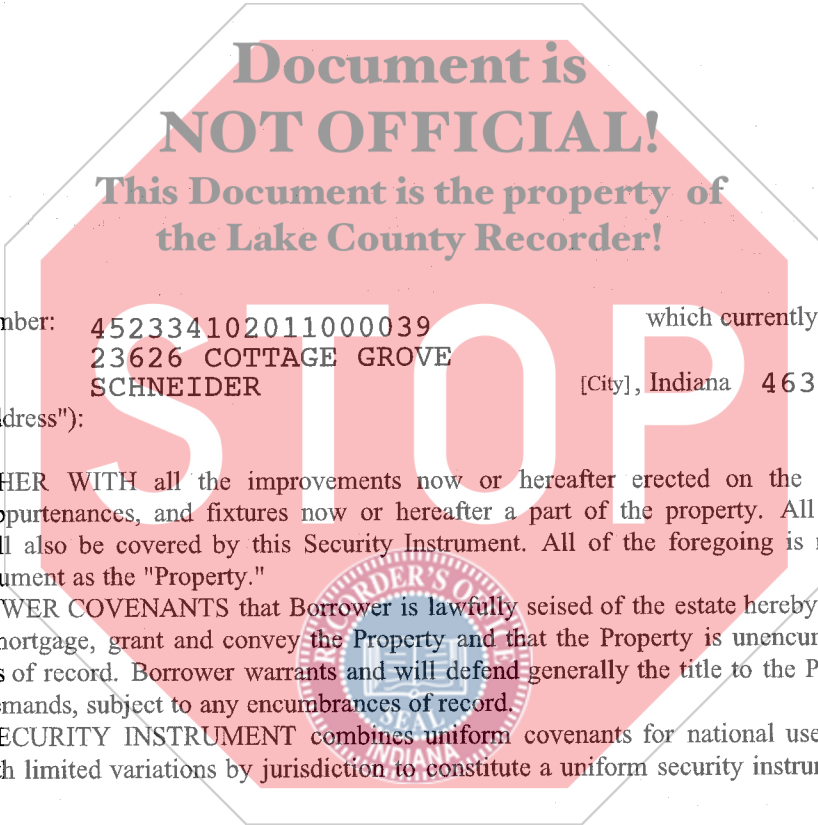 Document is
NOT OFFICIAL!
This Document is the property of
the Lake County Recorder!
mber: 452334102011000039 which currently
23626 COTTAGE GROVE
SCHNEIDER [City], Indiana 463
ddress"):
STOP
HER WITH all the improvements now or hereafter erected on the
ppurtenances, and fixtures now or hereafter a part of the property. All
ll also be covered by this Security Instrument. All of the foregoing is
ument as the "Property."
WER COVENANTS that Borrower is lawfully seised of the estate hereby
mortgage, grant and convey the Property and that the Property is unencum
s of record. Borrower warrants and will defend generally the title to the P
emands, subject to any encumbrances of record.
ECURITY INSTRUMENT combines uniform covenants for national use
th limited variations by jurisdiction to constitute a uniform security instru
RECORDER'S OFFICE
SEAL
INDIANA